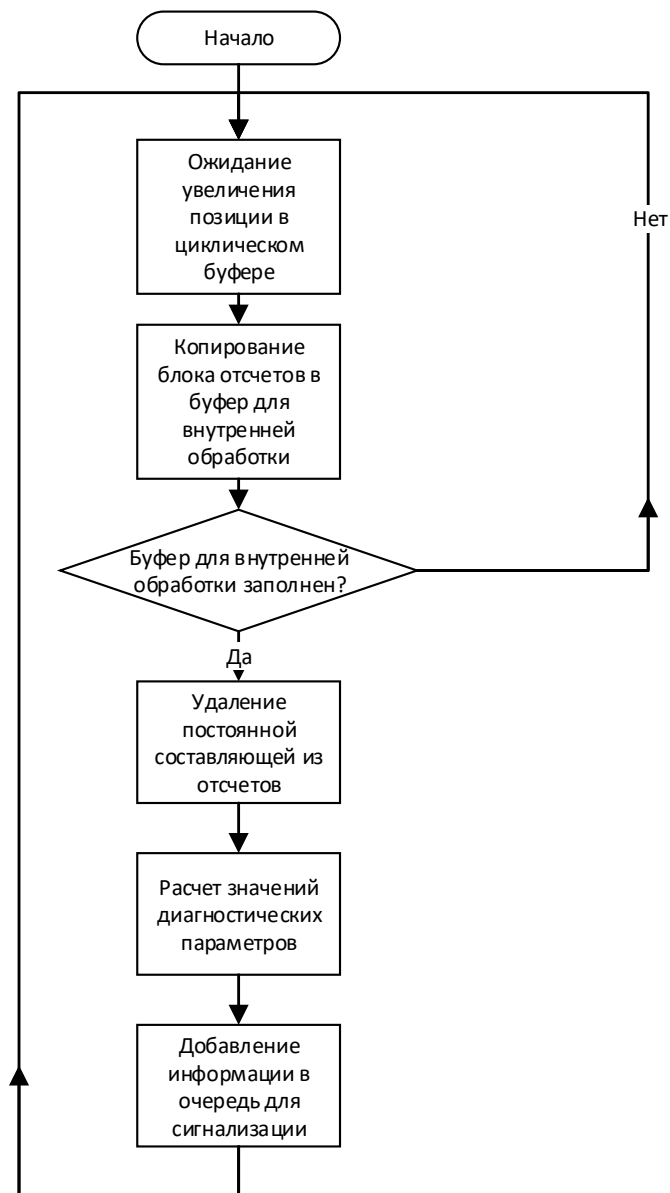 Начало
Ожидание
увеличения
позиции в
циклическом
буфере
Нет
Копирование
блока отсчетов в
буфер для
внутренней
обработки
Буфер для внутренней
обработки заполнен?
Да
Удаление
постоянной
составляющей из
отсчетов
Расчет значений
диагностических
параметров
Добавление
информации в
очередь для
сигнализации